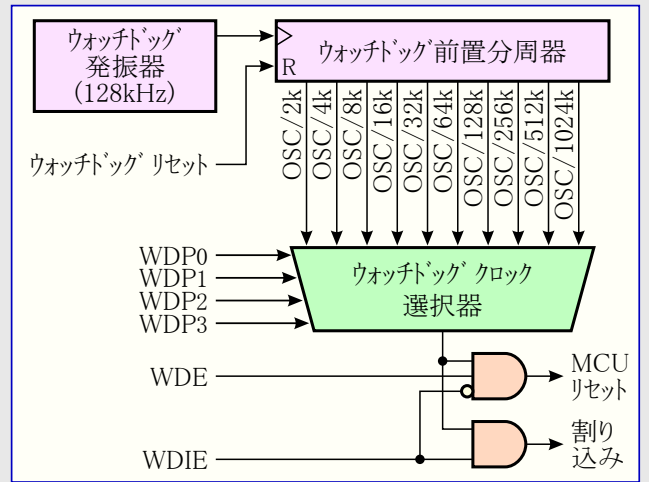 ウォッチドッグ
発振器
(128kHz)
ウォッチドッグ前置分周器
R
ウォッチドッグ リセット
OSC/2k
OSC/4k
OSC/8k
OSC/16k
OSC/32k
OSC/64k
OSC/128k
OSC/256k
OSC/512k
OSC/1024k
WDP0
WDP1
WDP2
WDP3
ウォッチドッグ クロック
選択器
WDE
MCU
リセット
WDIE
割り
込み